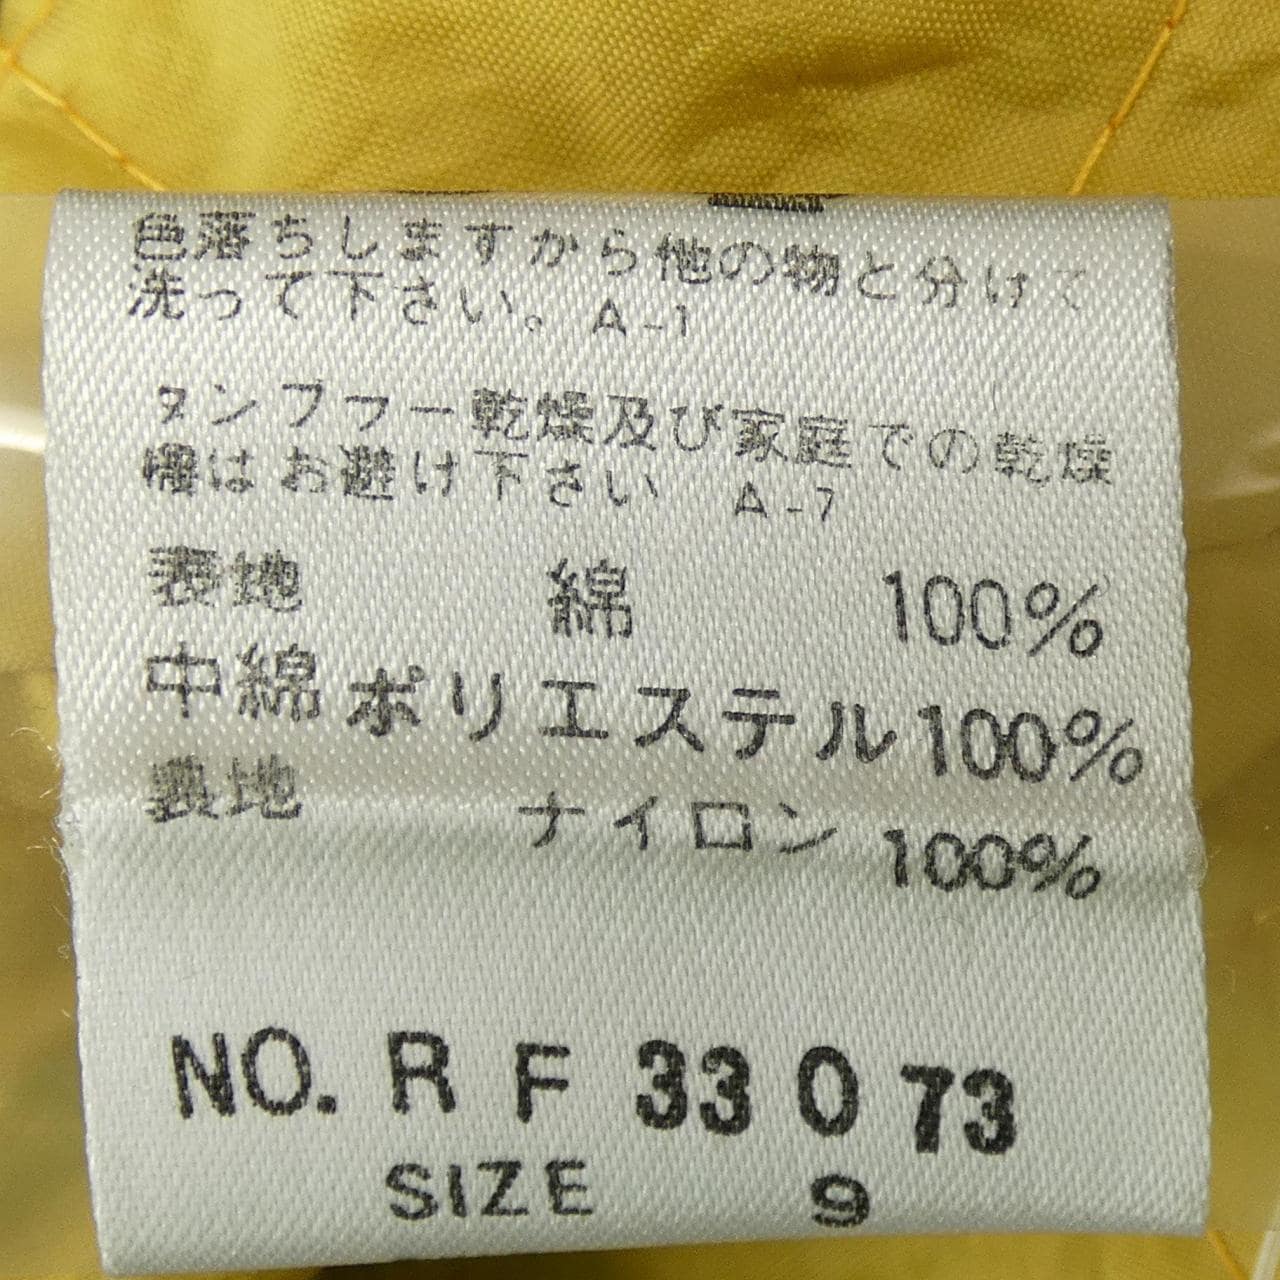 色落ちしますから他の物と分けて
洗って下さい。 A-1
タンブラー乾燥及び家庭での乾燥
機はお避け下さい A-7
表地 綿 100%
中綿 ポリエステル 100%
裏地 ナイロン 100%
NO. RF 33073
SIZE 9